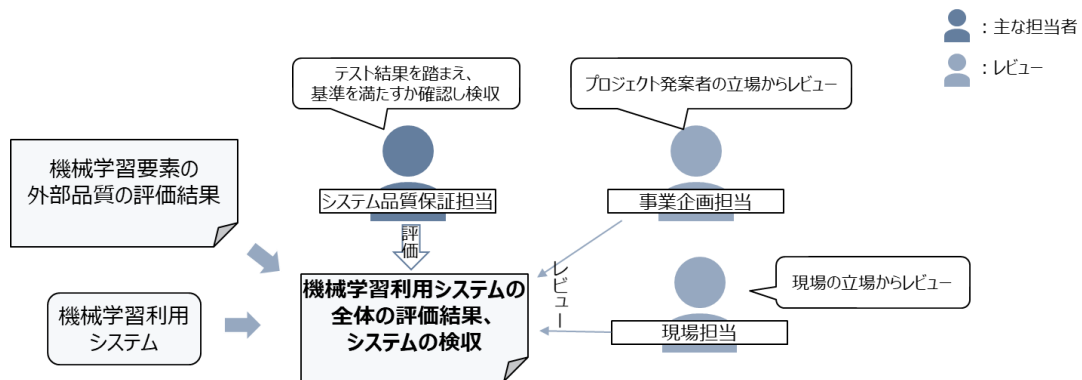 ：主な担当者
：レビュー
テスト結果を踏まえ、
基準を満たすか確認し検収
プロジェクト発案者の立場からレビュー
機械学習要素の
外部品質の評価結果
システム品質保証担当
事業企画担当
評価
レビュー
現場の立場からレビュー
機械学習利用システムの
全体の評価結果、
システムの検収
機械学習利用
システム
現場担当